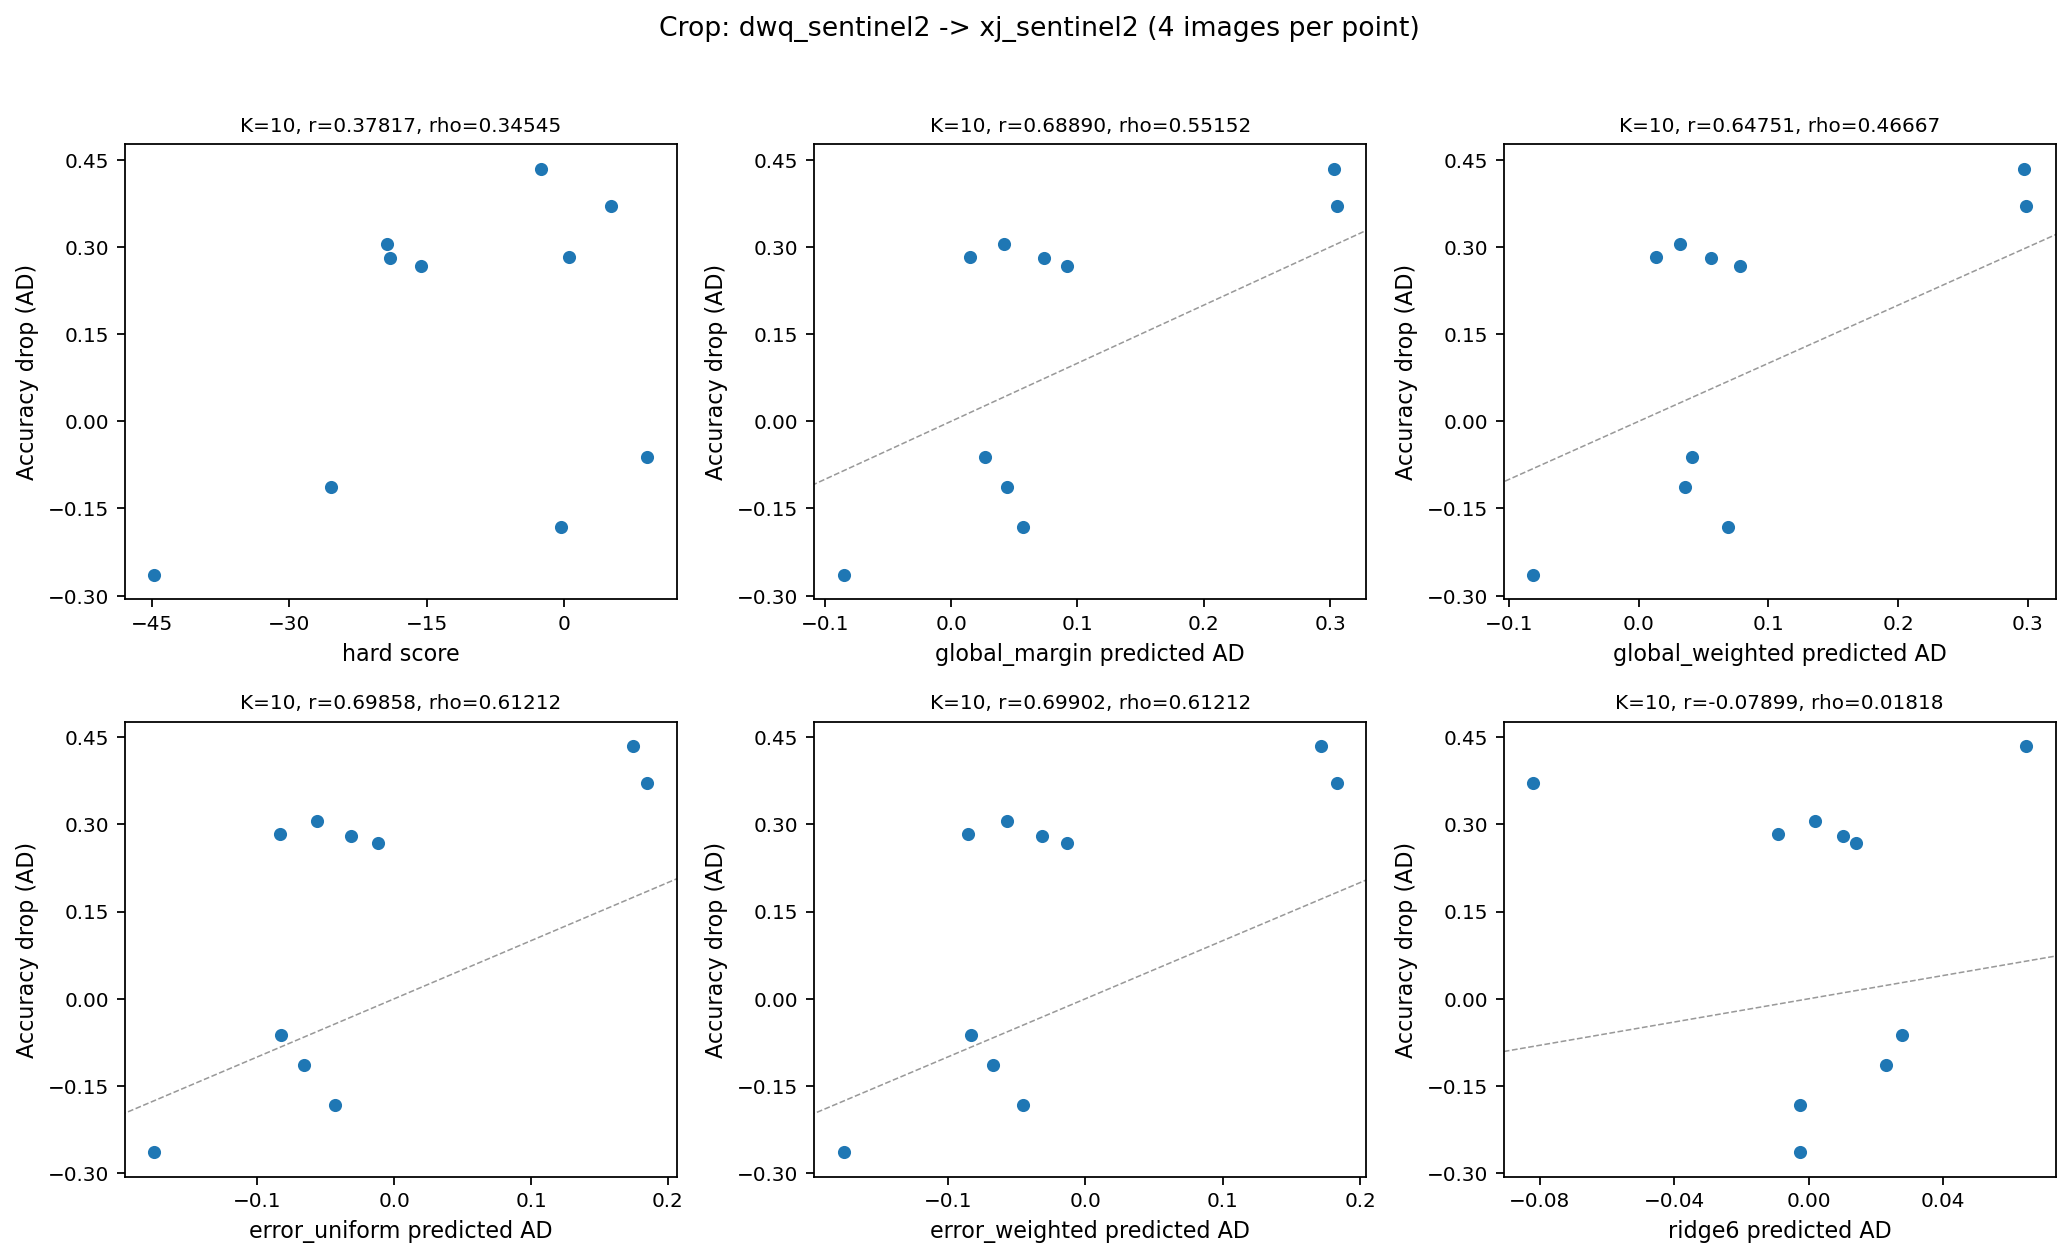 Crop: dwq_sentinel2 -> xj_sentinel2 (4 images per point)
K=10, r=0.37817, rho=0.34545
0.45
0.30
0.15
0.00
−0.15
−0.30
Accuracy drop (AD)
−45 −30 −15 0
hard score
K=10, r=0.68890, rho=0.55152
0.45
0.30
0.15
0.00
−0.15
−0.30
Accuracy drop (AD)
−0.1 0.0 0.1 0.2 0.3
global_margin predicted AD
K=10, r=0.64751, rho=0.46667
0.45
0.30
0.15
0.00
−0.15
−0.30
Accuracy drop (AD)
−0.1 0.0 0.1 0.2 0.3
global_weighted predicted AD
K=10, r=0.69858, rho=0.61212
0.45
0.30
0.15
0.00
−0.15
−0.30
Accuracy drop (AD)
−0.1 0.0 0.1 0.2
error_uniform predicted AD
K=10, r=0.69902, rho=0.61212
0.45
0.30
0.15
0.00
−0.15
−0.30
Accuracy drop (AD)
−0.1 0.0 0.1 0.2
error_weighted predicted AD
K=10, r=-0.07899, rho=0.01818
0.45
0.30
0.15
0.00
−0.15
−0.30
Accuracy drop (AD)
−0.08 −0.04 0.00 0.04
ridge6 predicted AD